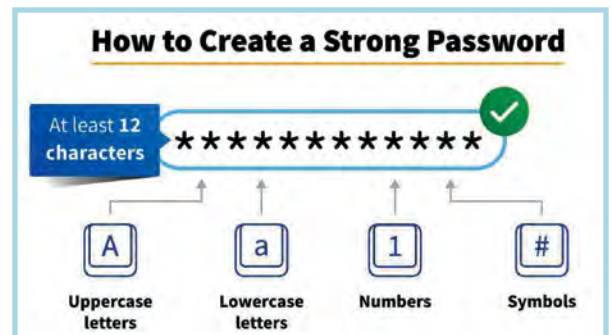 How to Create a Strong Password
At least 12
characters
************
A
a
1
#
Uppercase
letters
Lowercase
letters
Numbers
Symbols